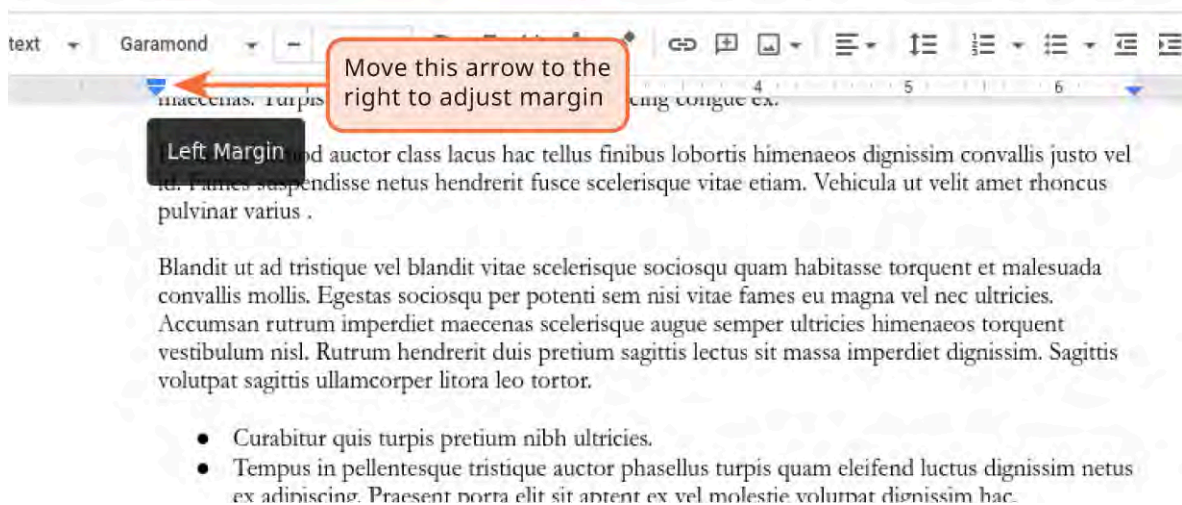 text Garamond
Move this arrow to the
right to adjust margin
4 5 6
maecenas. Turpis cing congue ex.
Left Margin
auctor class lacus hac tellus finibus lobortis himenaeos dignissim convallis justo vel
id. Fames suspendisse netus hendrerit fusce scelerisque vitae etiam. Vehicula ut velit amet rhoncus
pulvinar varius .
Blandit ut ad tristique vel blandit vitae scelerisque sociosqu quam habitasse torquent et malesuada
convallis mollis. Egestas sociosqu per potenti sem nisi vitae fames eu magna vel nec ultricies.
Accumsan rutrum imperdiet maecenas scelerisque augue semper ultricies himenaeos torquent
vestibulum nisl. Rutrum hendrerit duis pretium sagittis lectus sit massa imperdiet dignissim. Sagittis
volutpat sagittis ullamcorper litora leo tortor.
● Curabitur quis turpis pretium nibh ultricies.
● Tempus in pellentesque tristique auctor phasellus turpis quam eleifend luctus dignissim netus
ex adipiscing. Praesent porta elit sit aptent ex vel molestie volutpat dignissim hac.